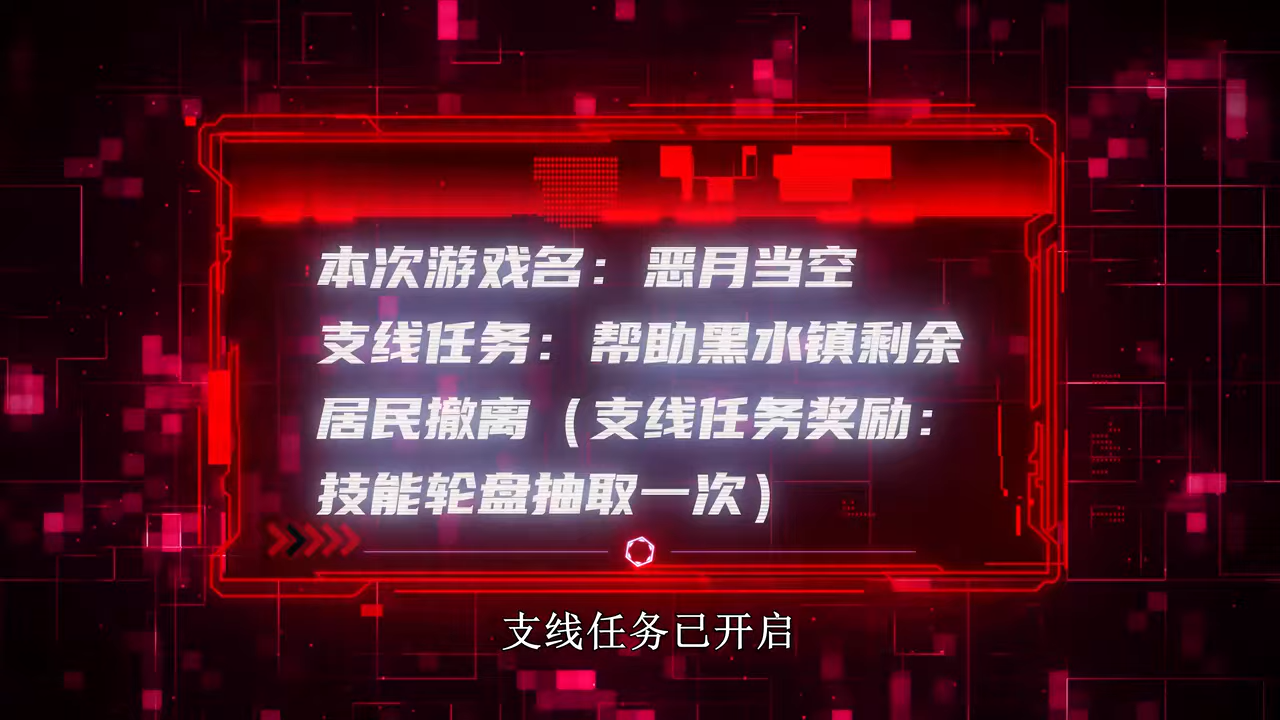 本次游戏名：恶月当空
支线任务：帮助黑水镇剩余
居民撤离（支线任务奖励：
技能轮盘抽取一次）
支线任务已开启